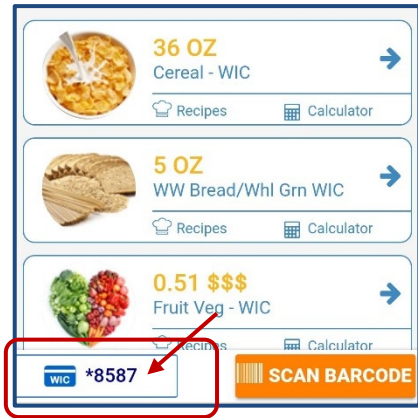 36 OZ
Cereal - WIC
Recipes Calculator
5 OZ
WW Bread/Whl Grn WIC
Recipes Calculator
0.51 $$$
Fruit Veg - WIC
Recipes Calculator
WIC *8587 SCAN BARCODE